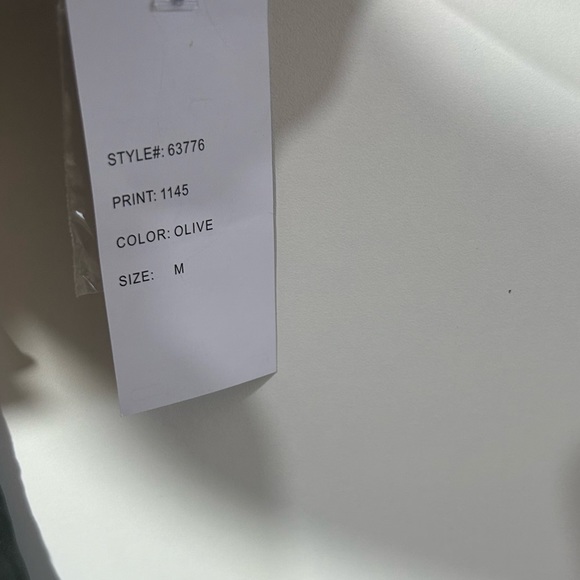 STYLE#: 63776
PRINT: 1145
COLOR: OLIVE
SIZE: M